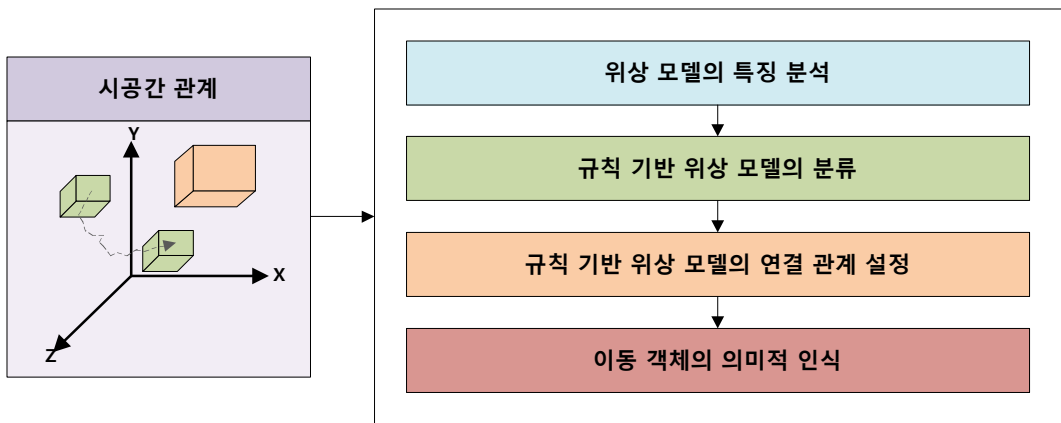 시공간 관계
Y
X
Z
위상 모델의 특징 분석
규칙 기반 위상 모델의 분류
규칙 기반 위상 모델의 연결 관계 설정
이동 객체의 의미적 인식